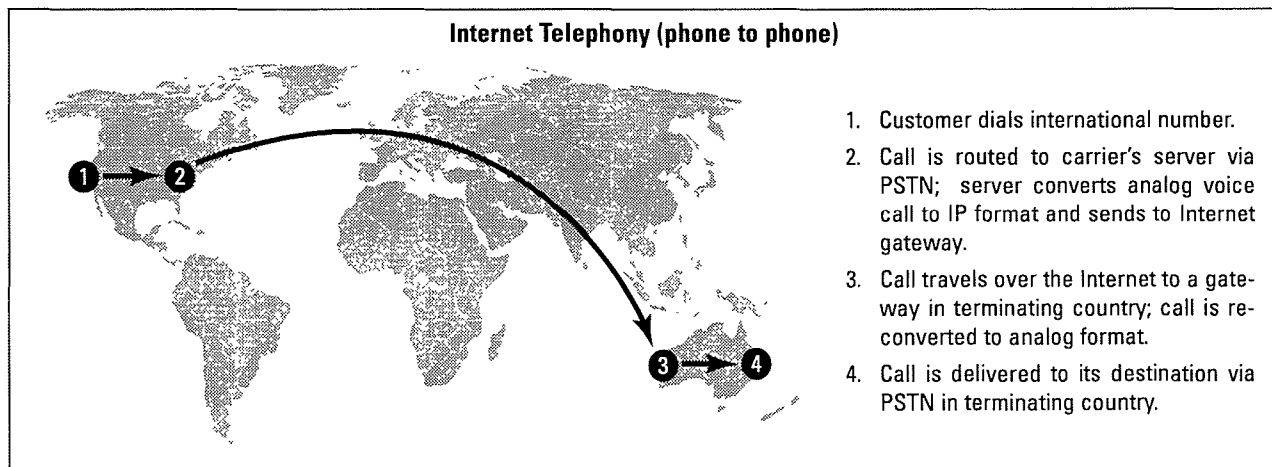 Internet Telephony (phone to phone)
1 2
3 4
1. Customer dials international number.
2. Call is routed to carrier's server via
PSTN; server converts analog voice
call to IP format and sends to Internet
gateway.
3. Call travels over the Internet to a gate-
way in terminating country; call is re-
converted to analog format.
4. Call is delivered to its destination via
PSTN in terminating country.